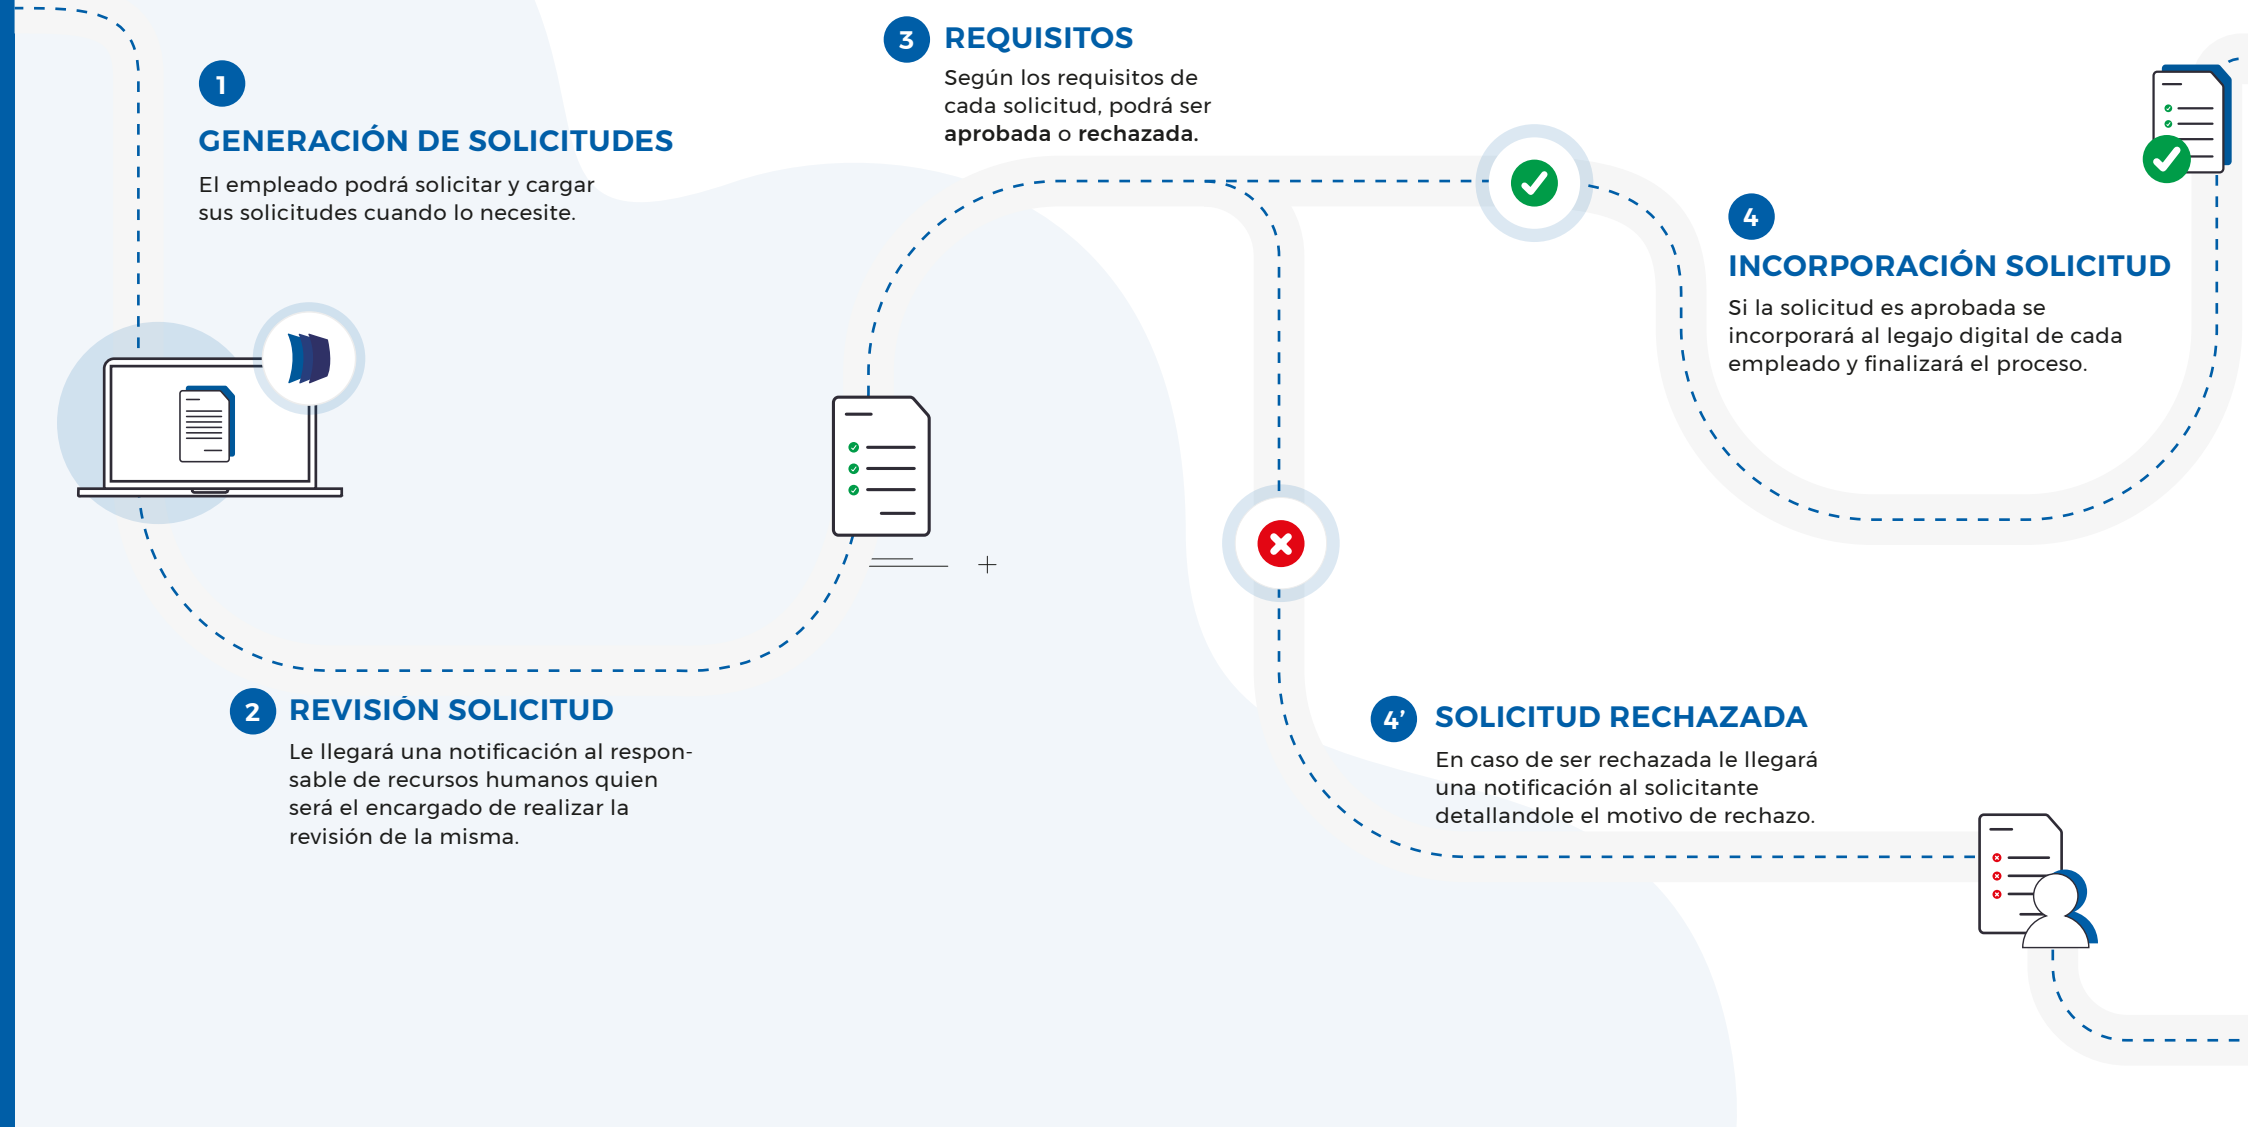 1
GENERACIÓN DE SOLICITUDES
El empleado podrá solicitar y cargar
sus solicitudes cuando lo necesite.
2
REVISIÓN SOLICITUD
Le llegará una notificación al respon-
sable de recursos humanos quien
será el encargado de realizar la
revisión de la misma.
3
REQUISITOS
Según los requisitos de
cada solicitud, podrá ser
aprobada o rechazada.
4
INCORPORACIÓN SOLICITUD
Si la solicitud es aprobada se
incorporará al legajo digital de cada
empleado y finalizará el proceso.
4’
SOLICITUD RECHAZADA
En caso de ser rechazada le llegará
una notificación al solicitante
detallandole el motivo de rechazo.